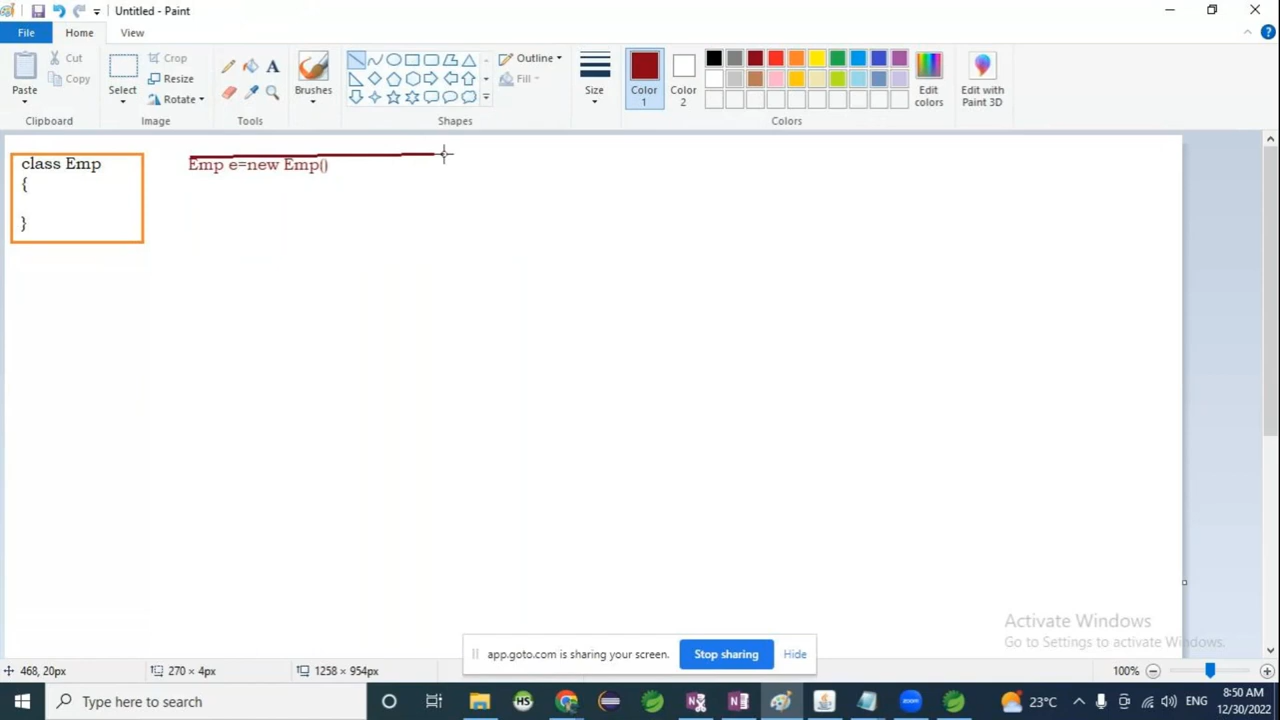 Untitled - Paint
File
Home
View
Paste
Cut
Copy
Clipboard
Select
Crop
Resize
Rotate
Image
Tools
Brushes
Shapes
Outline
Fill
Size
Color 1
Color 2
Edit colors
Edit with Paint 3D
Colors
class Emp
{
}
Emp e=new Emp()
Activate Windows
Go to Settings to activate Windows.
app.goto.com is sharing your screen.
Stop sharing
Hide
468, 20px
270 × 4px
1258 × 954px
100%
Type here to search
HS
23°C
ENG
8:50 AM
12/30/2022